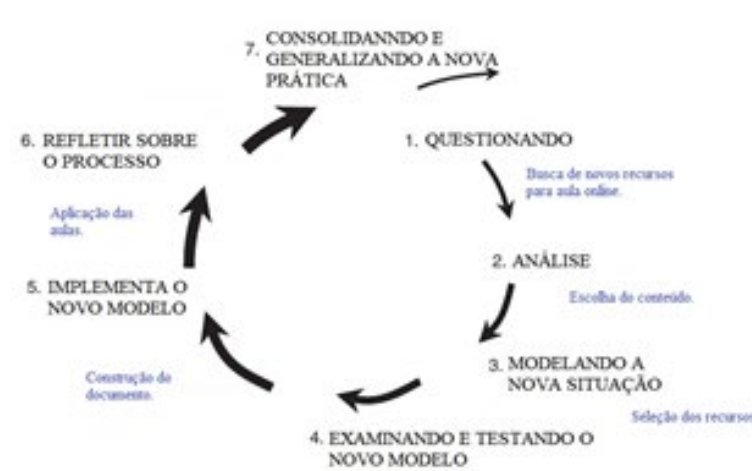 7. CONSOLIDANNDO E
GENERALIZANDO A NOVA
PRÁTICA
1. QUESTIONANDO
Busca de novos recursos
para aula online.
2. ANÁLISE
Escolha do conteúdo.
3. MODELANDO A
NOVA SITUAÇÃO
Seleção dos recursos
4. EXAMINANDO E TESTANDO O
NOVO MODELO
Construção do
documento.
5. IMPLEMENTA O
NOVO MODELO
Aplicação das
aulas.
6. REFLETIR SOBRE
O PROCESSO